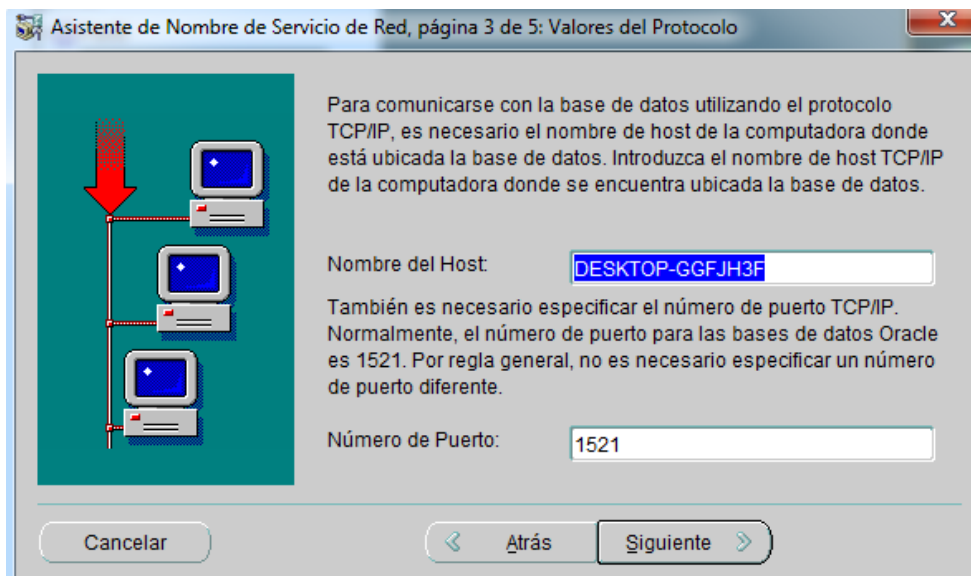 Asistente de Nombre de Servicio de Red, página 3 de 5: Valores del Protocolo
Para comunicarse con la base de datos utilizando el protocolo
TCP/IP, es necesario el nombre de host de la computadora donde
está ubicada la base de datos. Introduzca el nombre de host TCP/IP
de la computadora donde se encuentra ubicada la base de datos.
Nombre del Host:
DESKTOP-GGFJH3F
También es necesario especificar el número de puerto TCP/IP.
Normalmente, el número de puerto para las bases de datos Oracle
es 1521. Por regla general, no es necesario especificar un número
de puerto diferente.
Número de Puerto:
1521
Cancelar
Atrás
Siguiente